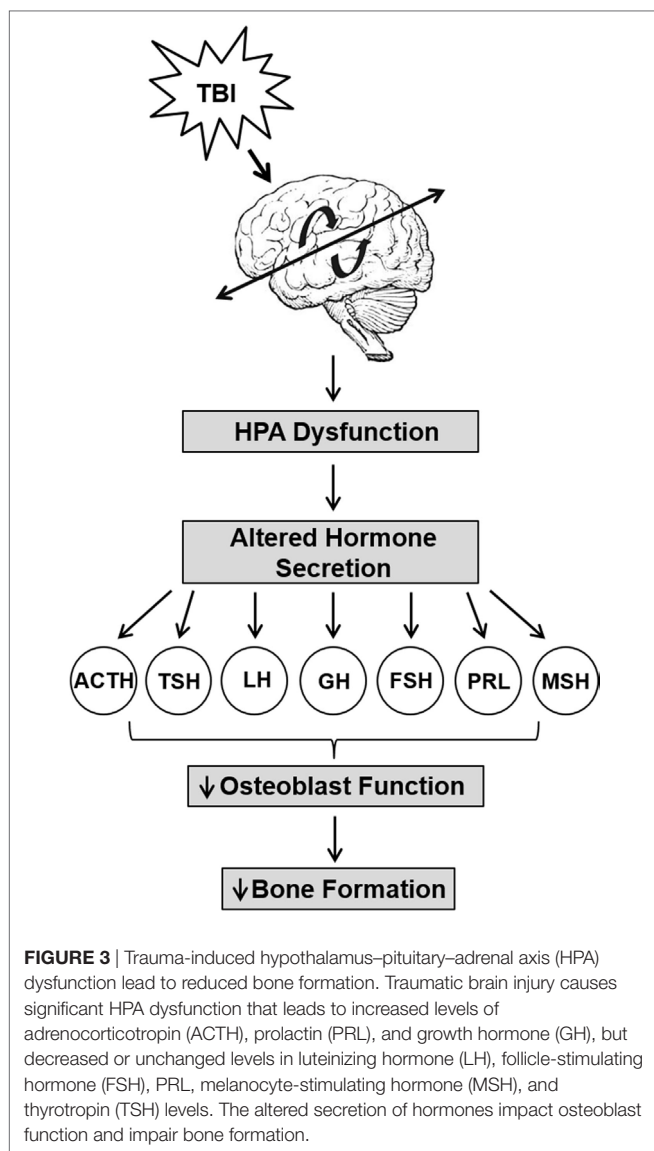 TBI
HPA Dysfunction
Altered Hormone
Secretion
ACTH TSH LH GH FSH PRL MSH
↓ Osteoblast Function
↓ Bone Formation
FIGURE 3 | Trauma-induced hypothalamus–pituitary–adrenal axis (HPA)
dysfunction lead to reduced bone formation. Traumatic brain injury causes
significant HPA dysfunction that leads to increased levels of
adrenocorticotropin (ACTH), prolactin (PRL), and growth hormone (GH), but
decreased or unchanged levels in luteinizing hormone (LH), follicle-stimulating
hormone (FSH), PRL, melanocyte-stimulating hormone (MSH), and
thyrotropin (TSH) levels. The altered secretion of hormones impact osteoblast
function and impair bone formation.